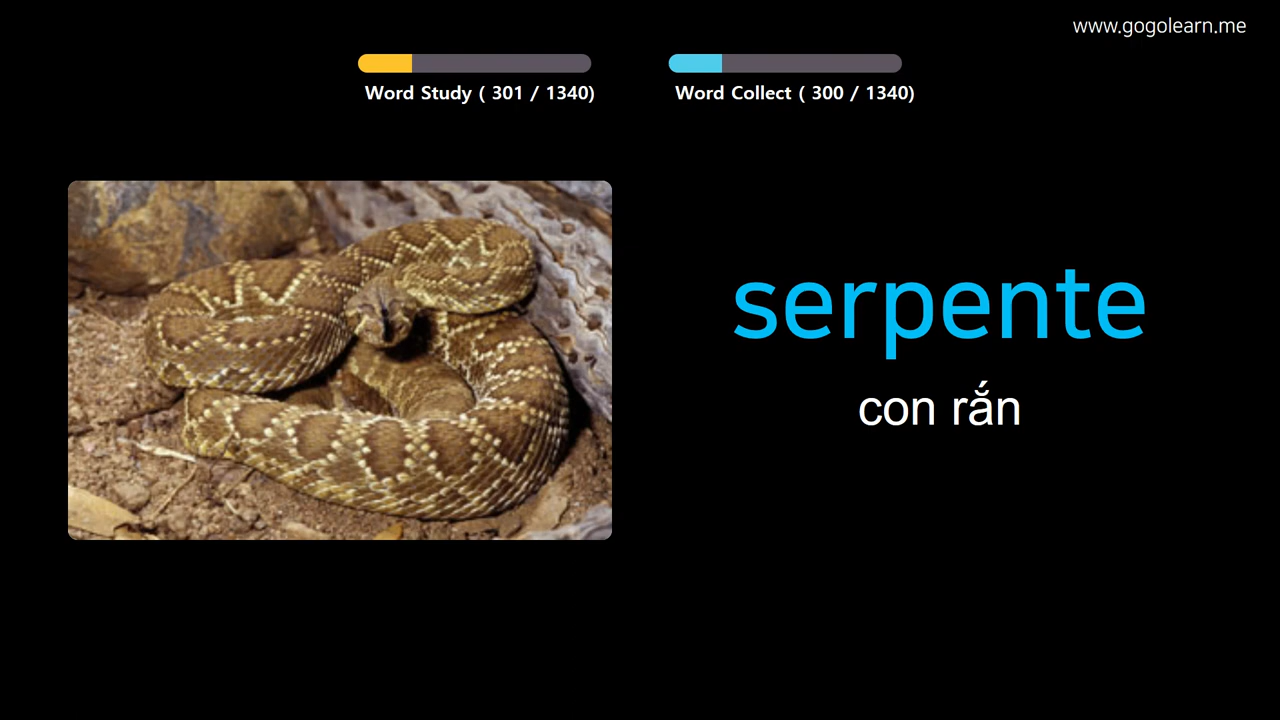 www.gogolearn.me
Word Study ( 301 / 1340)
Word Collect ( 300 / 1340)
serpente
con rắn